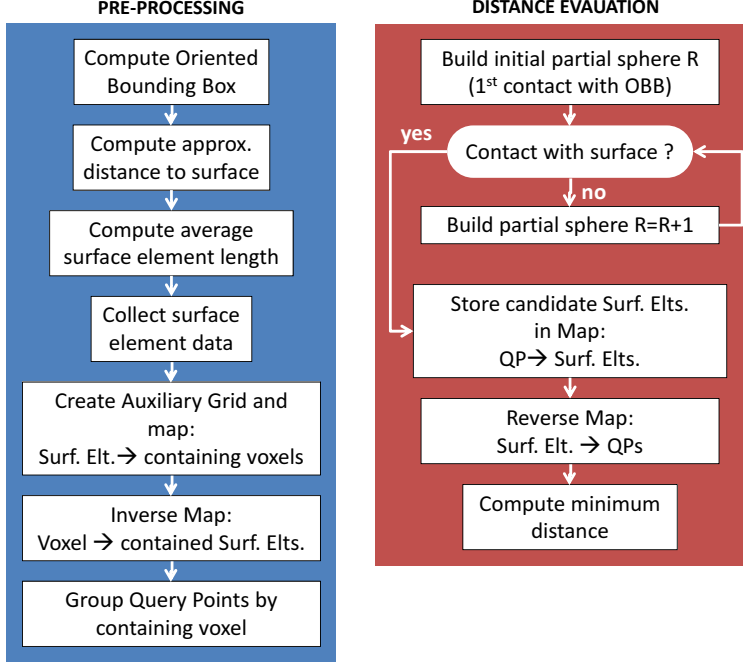 PRE-PROCESSING
Compute Oriented
Bounding Box
Compute approx.
distance to surface
Compute average
surface element length
Collect surface
element data
Create Auxiliary Grid and
map:
Surf. Elt.→ containing voxels
Inverse Map:
Voxel → contained Surf. Elts.
Group Query Points by
containing voxel
DISTANCE EVALUATION
Build initial partial sphere R
(1st contact with OBB)
yes
Contact with surface ?
no
Build partial sphere R=R+1
Store candidate Surf. Elts.
in Map:
QP→ Surf. Elts.
Reverse Map:
Surf. Elt. → QPs
Compute minimum
distance